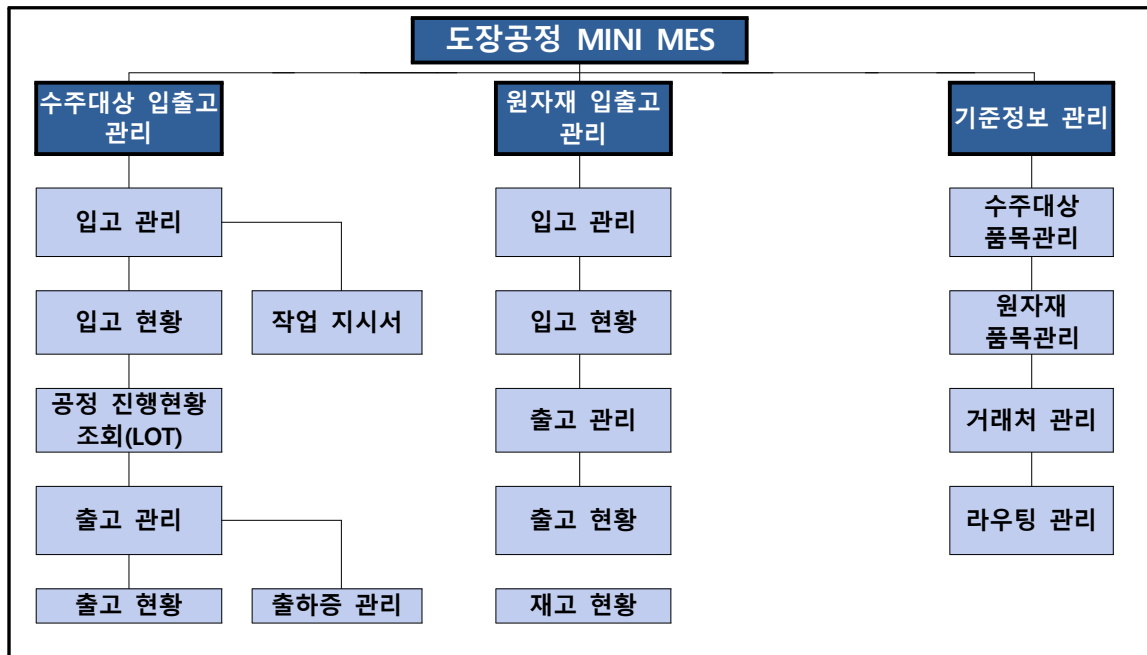 도장공정 MINI MES
수주대상 입출고
관리
원자재 입출고
관리
기준정보 관리
입고 관리
입고 관리
수주대상
품목관리
입고 현황
작업 지시서
입고 현황
원자재
품목관리
공정 진행현황
조회(LOT)
출고 관리
거래처 관리
출고 관리
출고 현황
라우팅 관리
출고 현황
출하증 관리
재고 현황